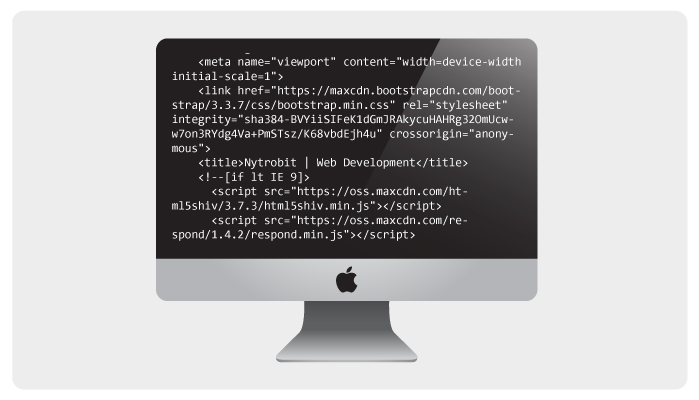 <meta name="viewport" content="width=device-width
initial-scale=1">
<link href="https://maxcdn.bootstrapcdn.com/boot-
strap/3.3.7/css/bootstrap.min.css" rel="stylesheet"
integrity="sha384-BVYiiSIFeK1dGmJRAkycuHAHRg32OmUcw-
w7on3RYdg4Va+PmSTsz/K68vbdEjh4u" crossorigin="anony-
mous">
<title>Nytrobit | Web Development</title>
<!--[if lt IE 9]>
<script src="https://oss.maxcdn.com/ht-
ml5shiv/3.7.3/html5shiv.min.js"></script>
<script src="https://oss.maxcdn.com/re-
spond/1.4.2/respond.min.js"></script>